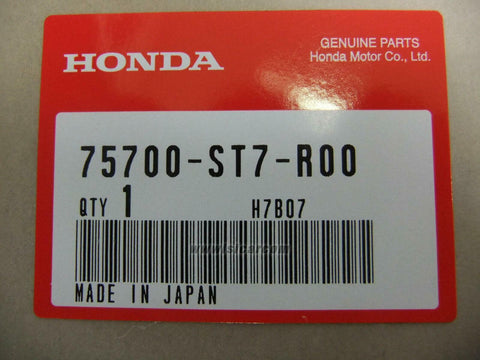 HONDA
GENUINE PARTS
Honda Motor Co., Ltd.
75700-ST7-R00
QTY 1 H7B07
MADE IN JAPAN